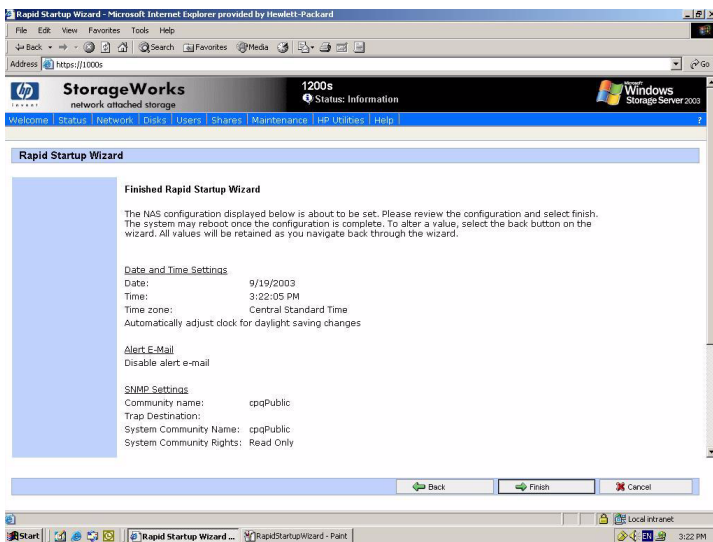 Rapid Startup Wizard - Microsoft Internet Explorer provided by Hewlett-Packard
File Edit View Favorites Tools Help
Back Search Favorites Media
Address https://1000s Go
hp invent StorageWorks network attached storage
1200s
Status: Information
Microsoft Windows Storage Server 2003
Welcome Status Network Disks Users Shares Maintenance HP Utilities Help ?
Rapid Startup Wizard
Finished Rapid Startup Wizard
The NAS configuration displayed below is about to be set. Please review the configuration and select finish.
The system may reboot once the configuration is complete. To alter a value, select the back button on the
wizard. All values will be retained as you navigate back through the wizard.
Date and Time Settings
Date: 9/19/2003
Time: 3:22:05 PM
Time zone: Central Standard Time
Automatically adjust clock for daylight saving changes
Alert E-Mail
Disable alert e-mail
SNMP Settings
Community name: cpqPublic
Trap Destination:
System Community Name: cpqPublic
System Community Rights: Read Only
Back Finish Cancel
Local intranet
Start Rapid Startup Wizard ... RapidStartupWizard - Paint EN 3:22 PM